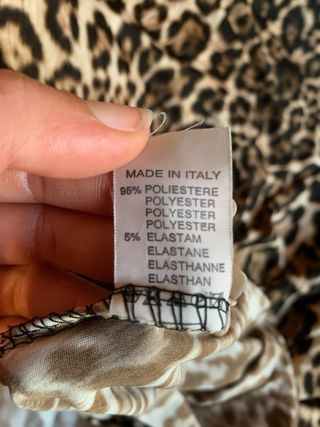 MADE IN ITALY
95% POLIESTERE
POLYESTER
POLYESTER
POLYESTER
5% ELASTAM
ELASTANE
ELASTHANNE
ELASTHAN